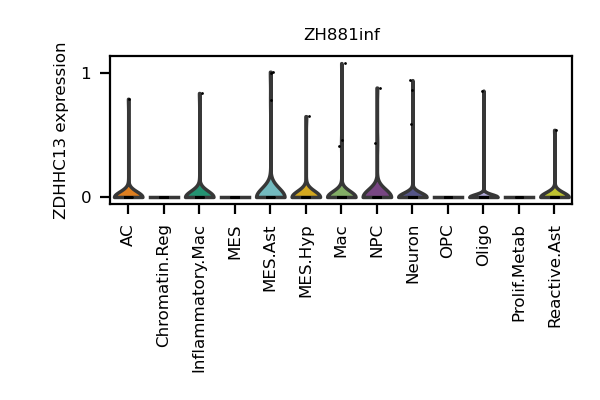 ZH881inf
ZDHHC13 expression
1
0
AC
Chromatin.Reg
Inflammatory.Mac
MES
MES.Ast
MES.Hyp
Mac
NPC
Neuron
OPC
Oligo
Prolif.Metab
Reactive.Ast